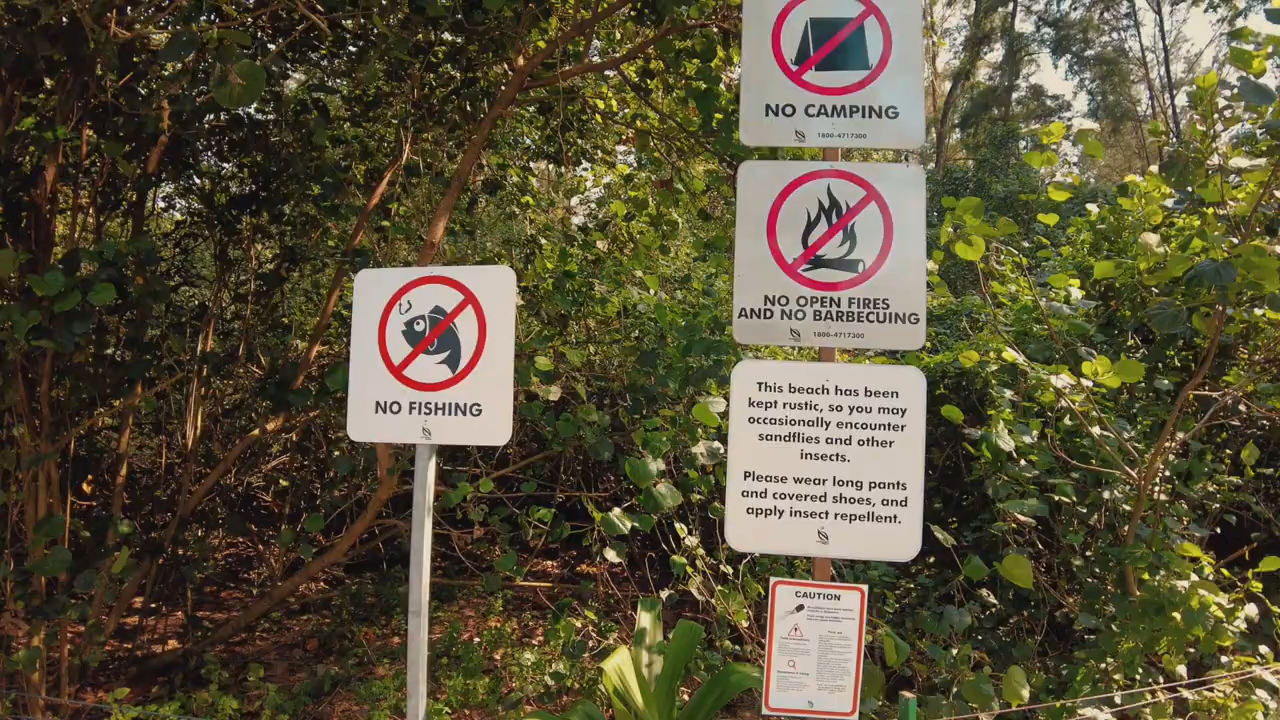 NO CAMPING
1800-4717300
NO OPEN FIRES
AND NO BARBECUING
1800-4717300
NO FISHING
This beach has been
kept rustic, so you may
occasionally encounter
sandflies and other
insects.
Please wear long pants
and covered shoes, and
apply insect repellent.
CAUTION